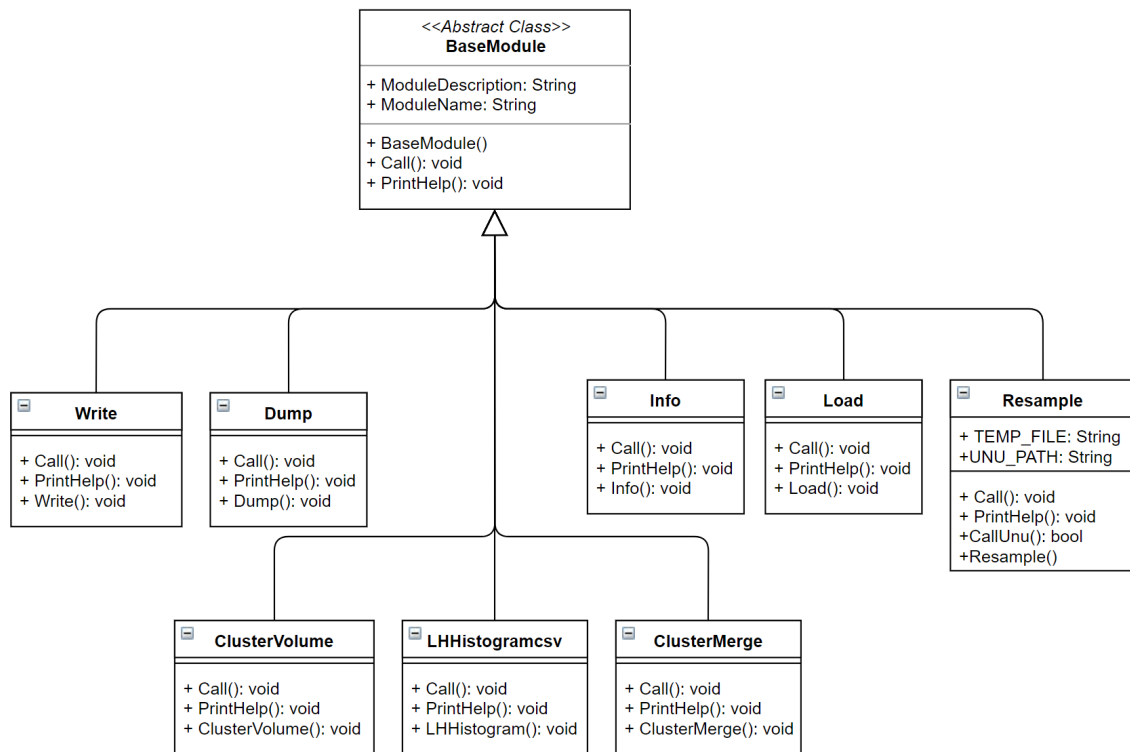 <<Abstract Class>>
BaseModule
+ ModuleDescription: String
+ ModuleName: String
+ BaseModule()
+ Call(): void
+ PrintHelp(): void
Write
+ Call(): void
+ PrintHelp(): void
+ Write(): void
Dump
+ Call(): void
+ PrintHelp(): void
+ Dump(): void
Info
+ Call(): void
+ PrintHelp(): void
+ Info(): void
Load
+ Call(): void
+ PrintHelp(): void
+ Load(): void
Resample
+ TEMP_FILE: String
+UNU_PATH: String
+ Call(): void
+ PrintHelp(): void
+CallUnu(): bool
+Resample()
ClusterVolume
+ Call(): void
+ PrintHelp(): void
+ ClusterVolume(): void
LHHistogramcsv
+ Call(): void
+ PrintHelp(): void
+ LHHistogram(): void
ClusterMerge
+ Call(): void
+ PrintHelp(): void
+ ClusterMerge(): void